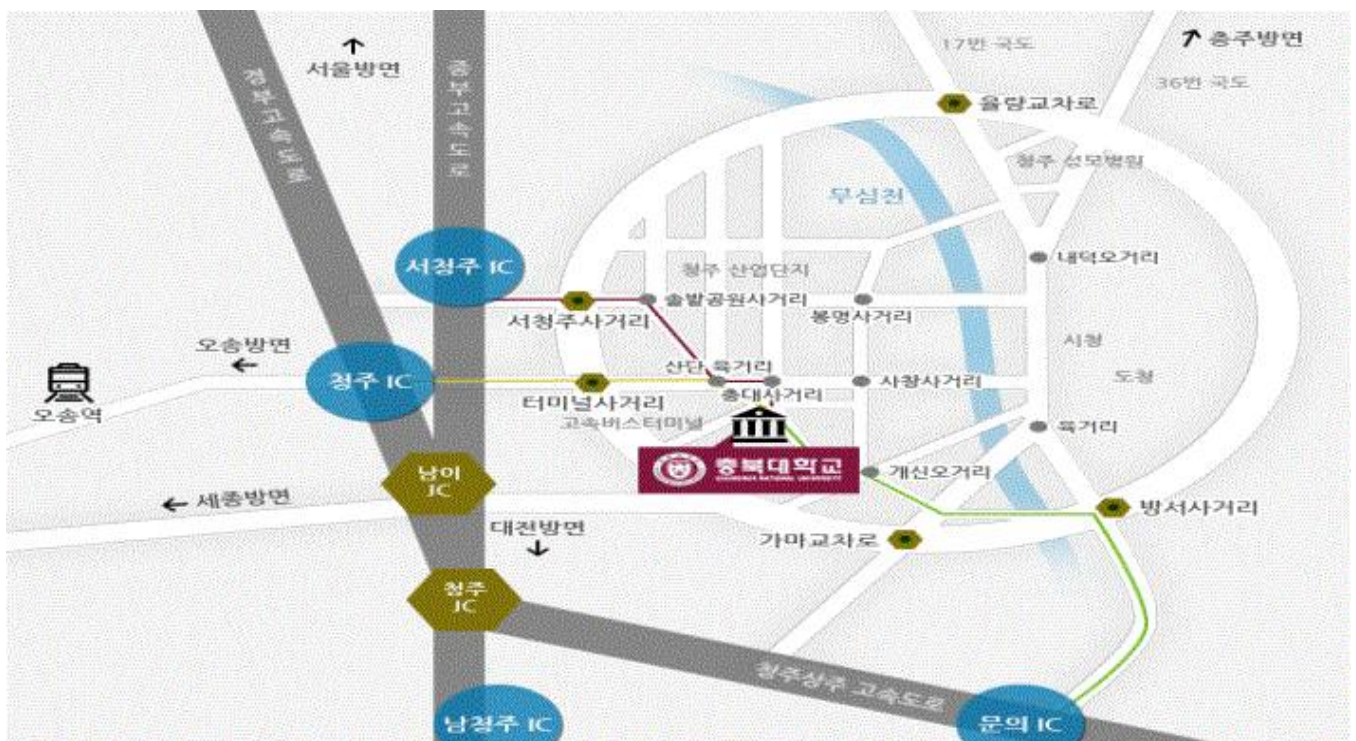 17번 국도
충주방면
서울방면
36번 국도
경부고속도로
중부고속도로
율량교차로
청주 성모병원
무심천
서청주 IC
청주 산업단지
내덕오거리
솔밭공원사거리
서청주사거리
봉명사거리
오송방면
시청
산단 육거리
청주 IC
사창사거리
도청
오송역
터미널사거리
충대사거리
고속버스터미널
육거리
충북대학교
CHUNGBUK NATIONAL UNIVERSITY
개신오거리
남이
JC
세종방면
대전방면
방서사거리
가마교차로
청주
JC
청주상주 고속도로
남청주 IC
문의 IC